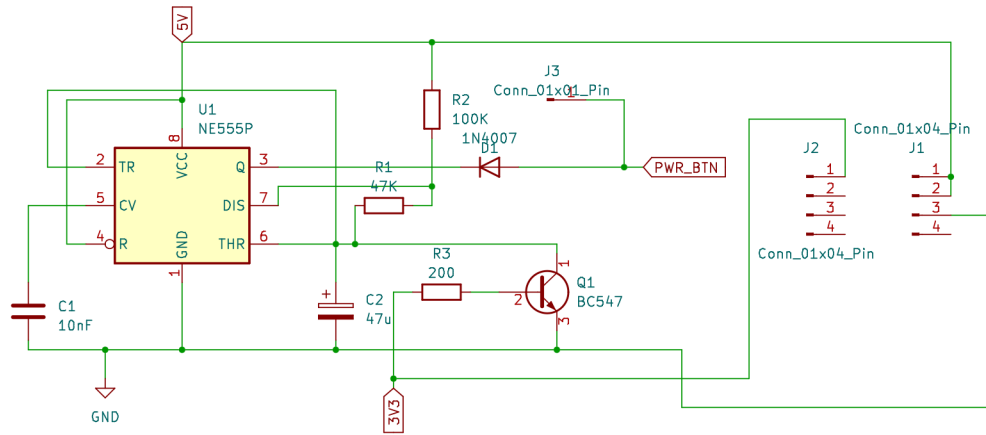 5V
J3
Conn_01x01_Pin
1
U1
NE555P
R2
100K
1N4007
D1
Conn_01x04_Pin
J2
J1
8
VCC
2
TR
Q
3
R1
47K
PWR_BTN
1
2
3
4
1
2
3
4
5
CV
DIS
7
4
R
GND
THR
6
1
Conn_01x04_Pin
R3
200
1
Q1
BC547
2
3
C1
10nF
+
C2
47u
GND
3V3